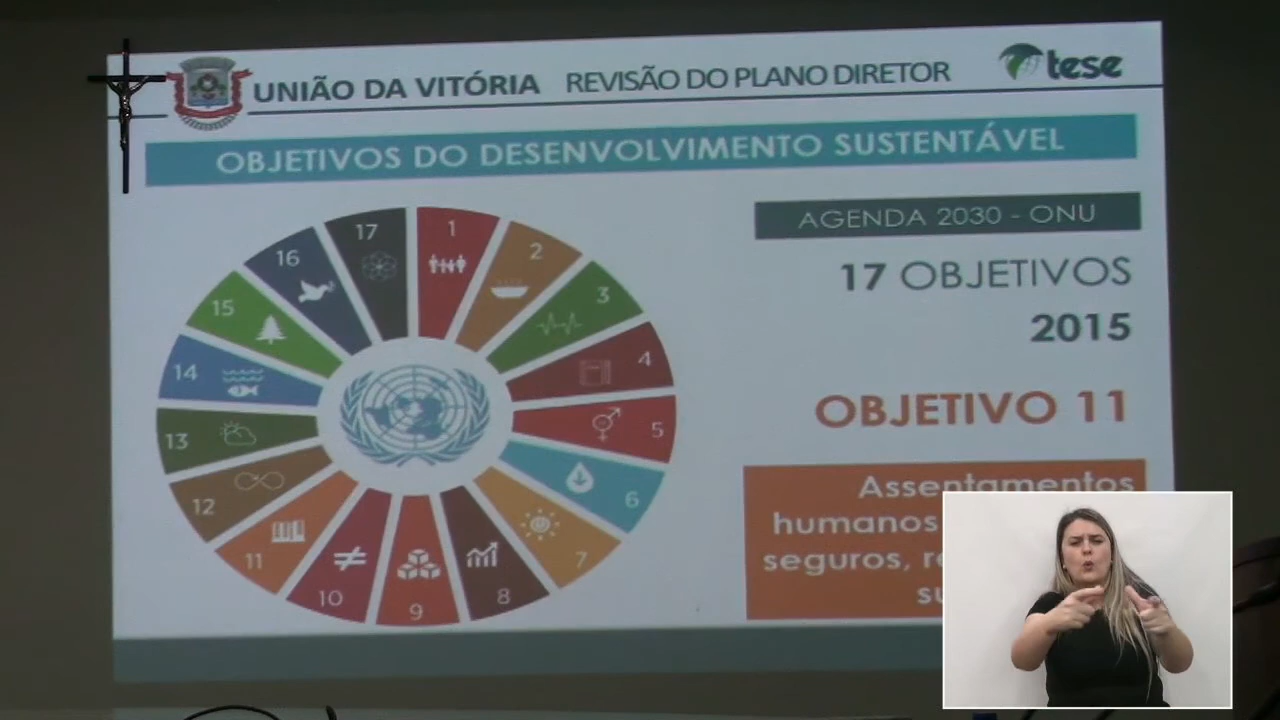 UNIÃO DA VITÓRIA REVISÃO DO PLANO DIRETOR tese
OBJETIVOS DO DESENVOLVIMENTO SUSTENTÁVEL
AGENDA 2030 - ONU
17 OBJETIVOS
2015
OBJETIVO 11
Assentamentos
humanos
seguros,
17
1
2
3
4
5
6
7
8
9
10
11
12
13
14
15
16